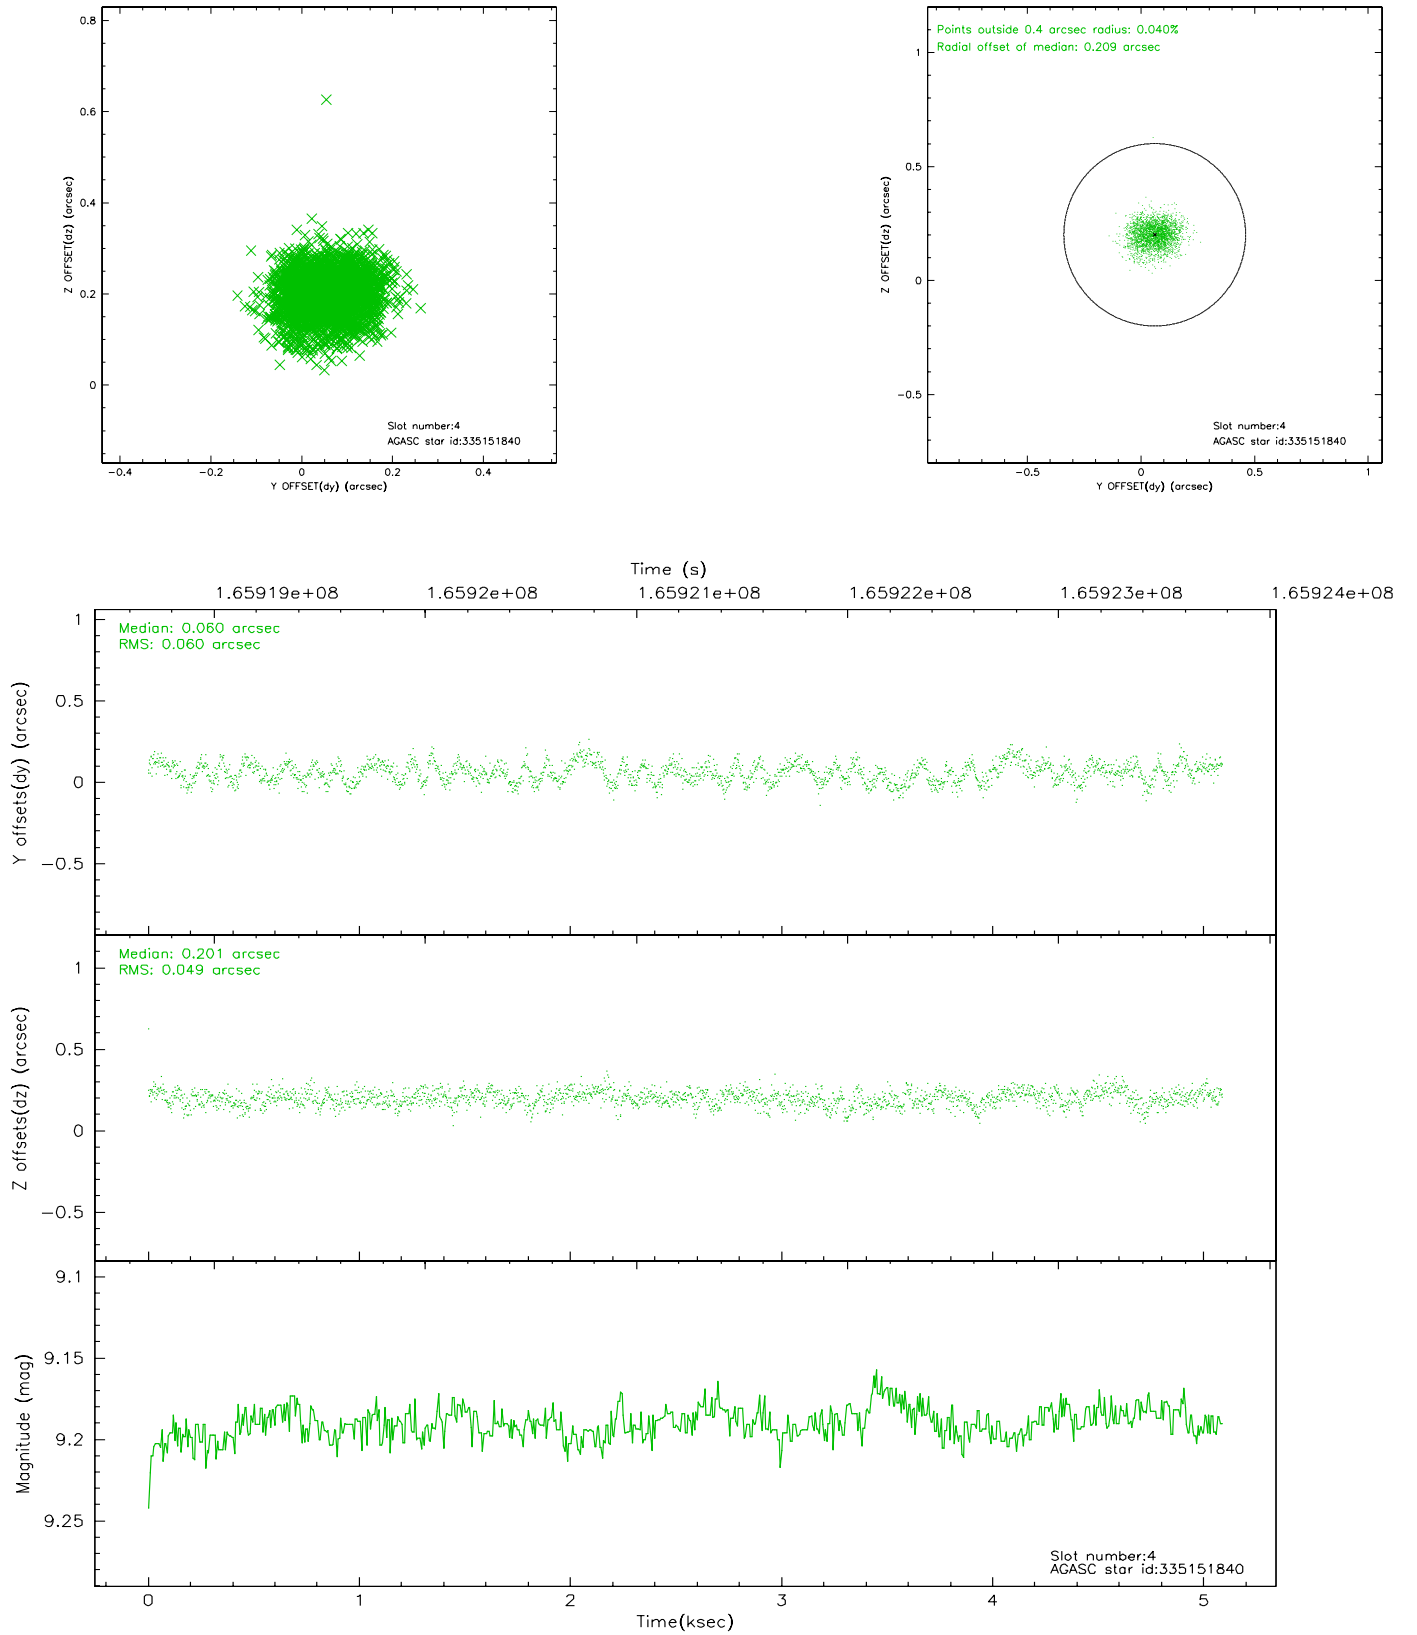 0.8
0.6
0.4
0.2
0
Z OFFSET(dz) (arcsec)
Slot number:4
AGASC star id:335151840
−0.4
−0.2
0
0.2
0.4
Y OFFSET(dy) (arcsec)
Points outside 0.4 arcsec radius: 0.040%
Radial offset of median: 0.209 arcsec
1
0.5
0
−0.5
Z OFFSET(dz) (arcsec)
Slot number:4
AGASC star id:335151840
−0.5
0
0.5
1
Y OFFSET(dy) (arcsec)
Time (s)
1.65919e+08
1.6592e+08
1.65921e+08
1.65922e+08
1.65923e+08
1.65924e+08
Median: 0.060 arcsec
RMS: 0.060 arcsec
1
0.5
0
−0.5
Y offsets(dy) (arcsec)
Median: 0.201 arcsec
RMS: 0.049 arcsec
1
0.5
0
−0.5
Z offsets(dz) (arcsec)
9.1
9.15
9.2
9.25
Magnitude (mag)
Slot number:4
AGASC star id:335151840
0
1
2
3
4
5
Time(ksec)